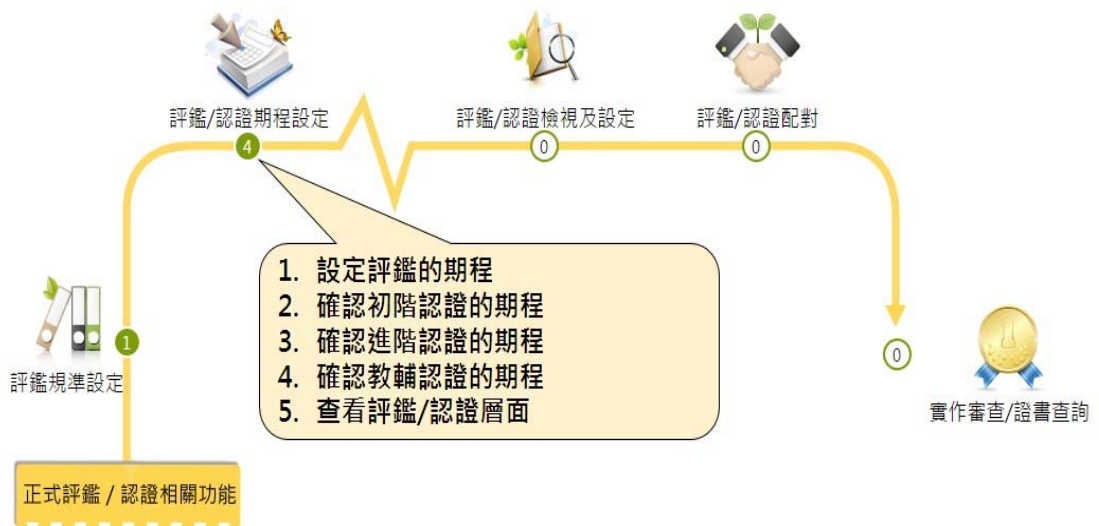 評鑑/認證期程設定
評鑑/認證檢視及設定
評鑑/認證配對
4
0
0
1. 設定評鑑的期程
2. 確認初階認證的期程
3. 確認進階認證的期程
4. 確認教輔認證的期程
5. 查看評鑑/認證層面
1
0
評鑑規準設定
實作審查/證書查詢
正式評鑑 / 認證相關功能